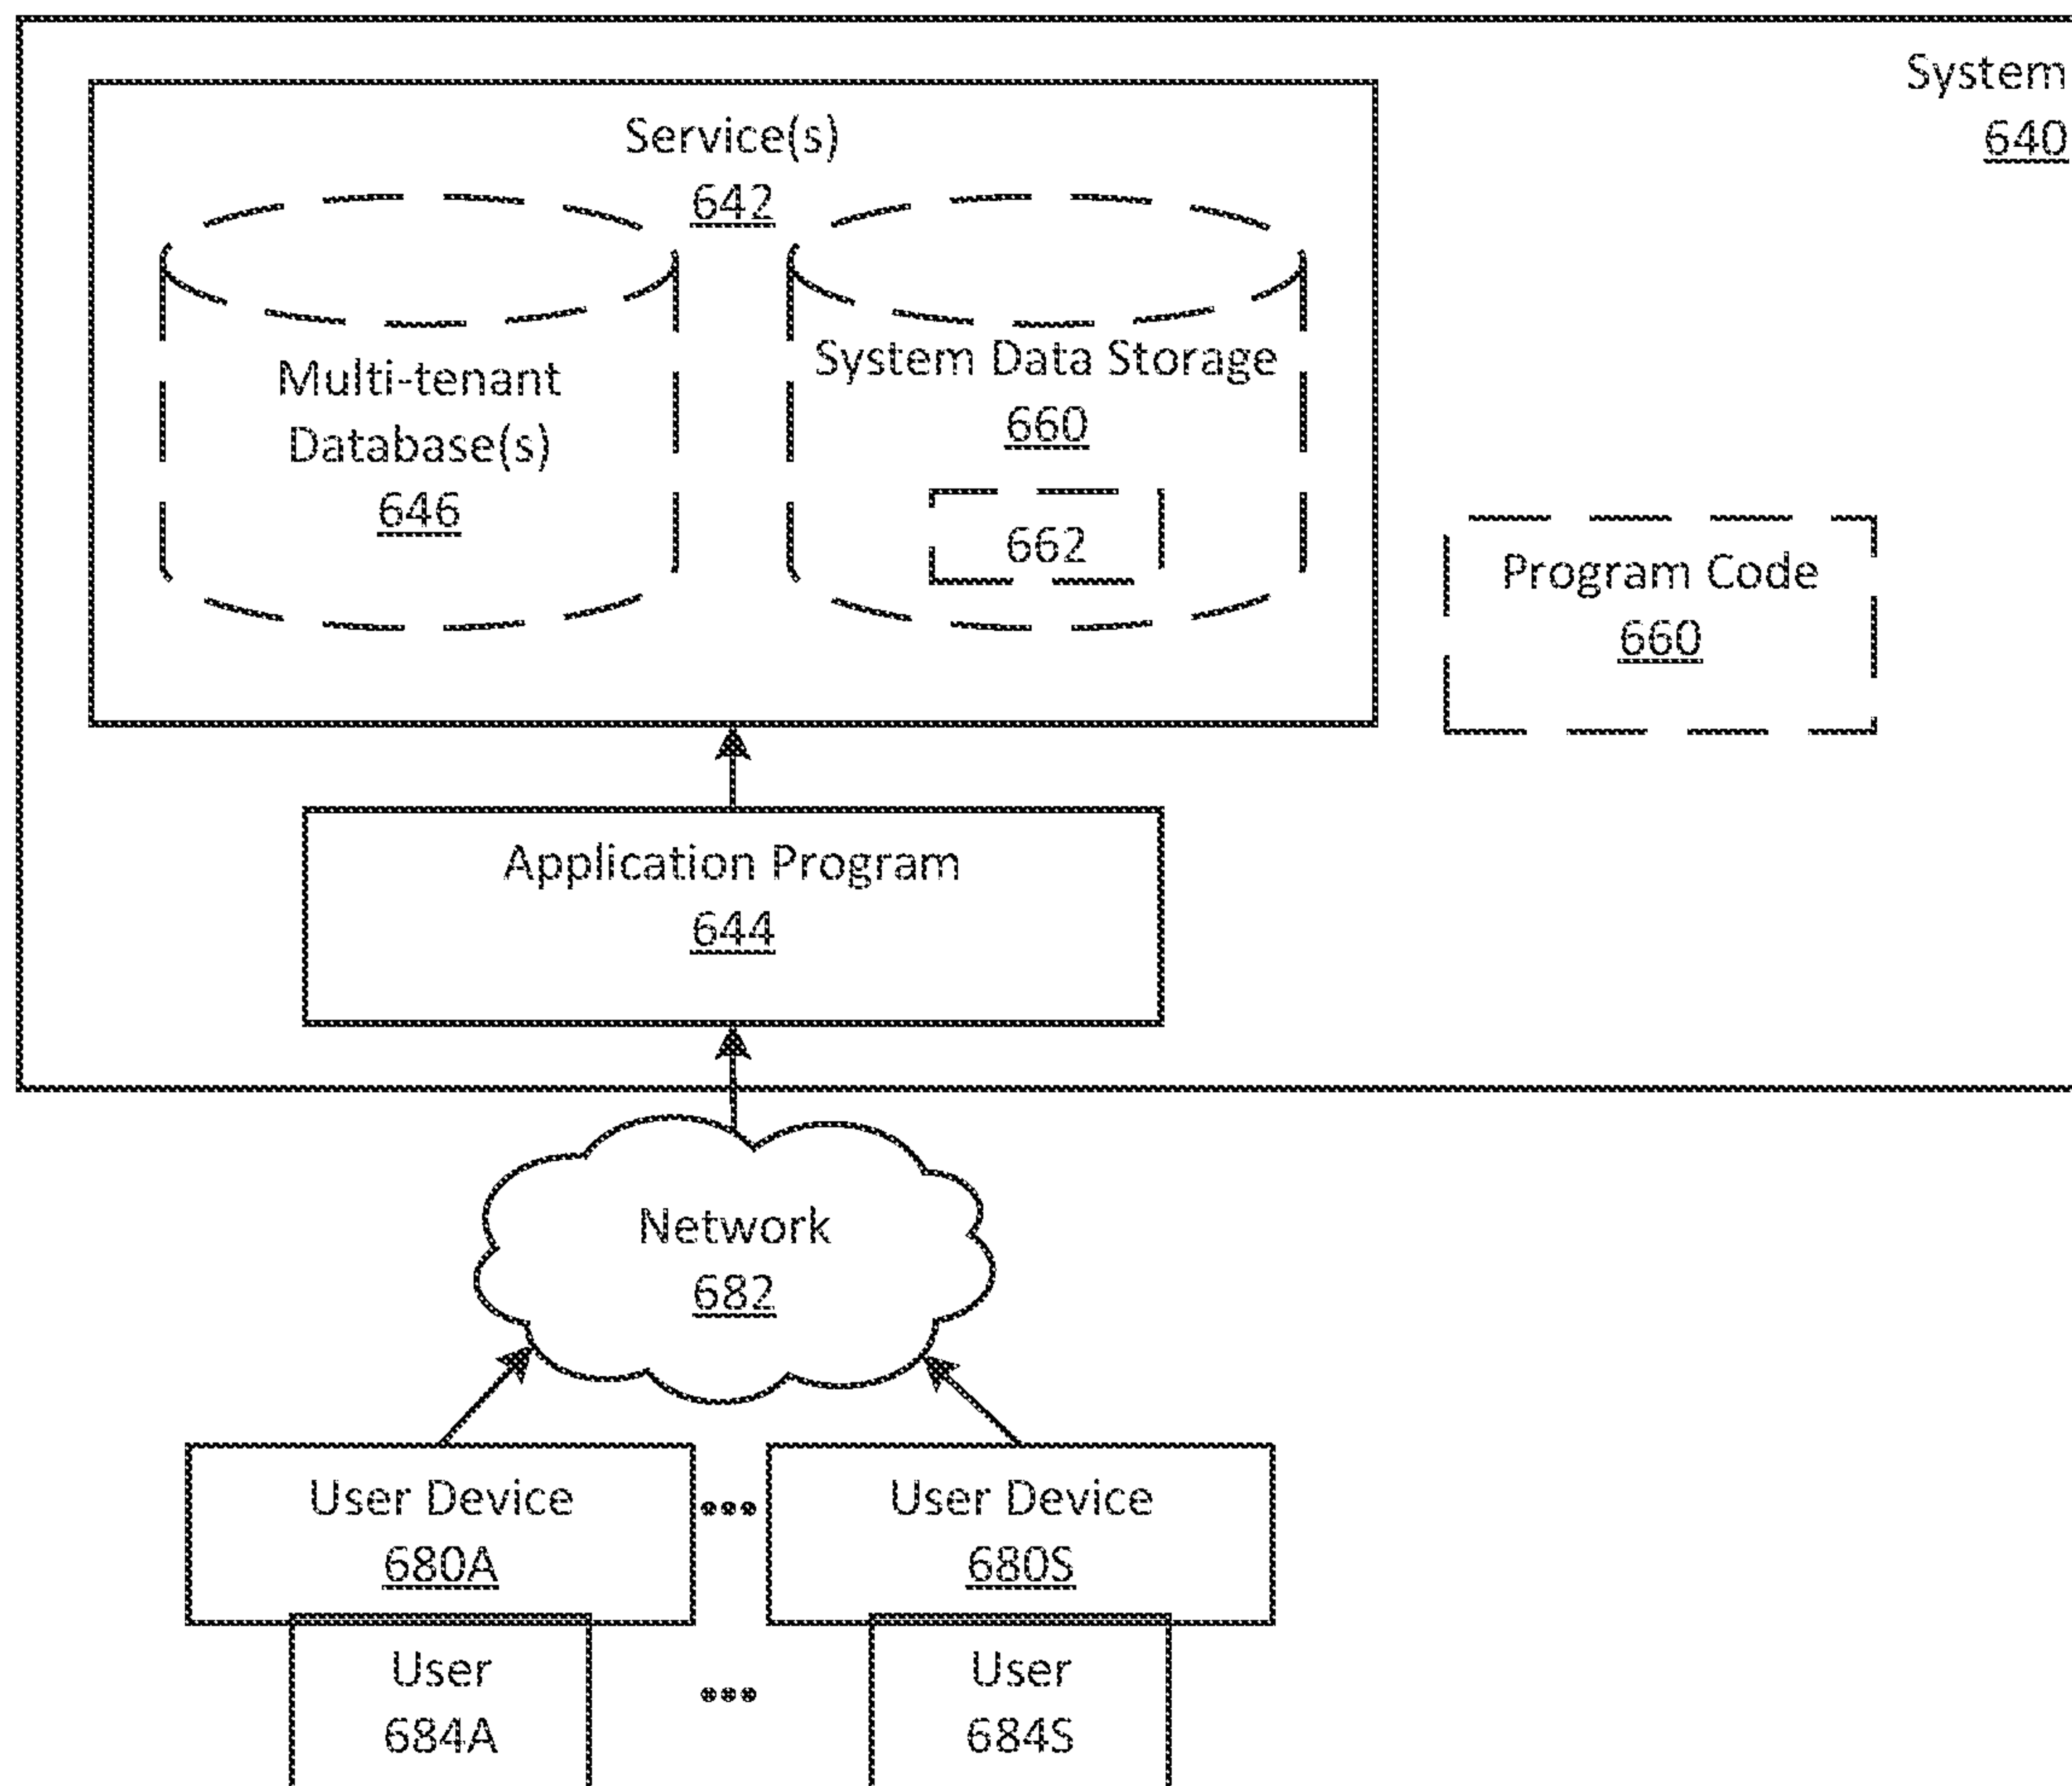 System
640
Service(s)
642
Multi-tenant
Database(s)
646
System Data Storage
660
662
Program Code
660
Application Program
644
Network
682
User Device
680A
•••
User Device
680S
User
684A
•••
User
684S